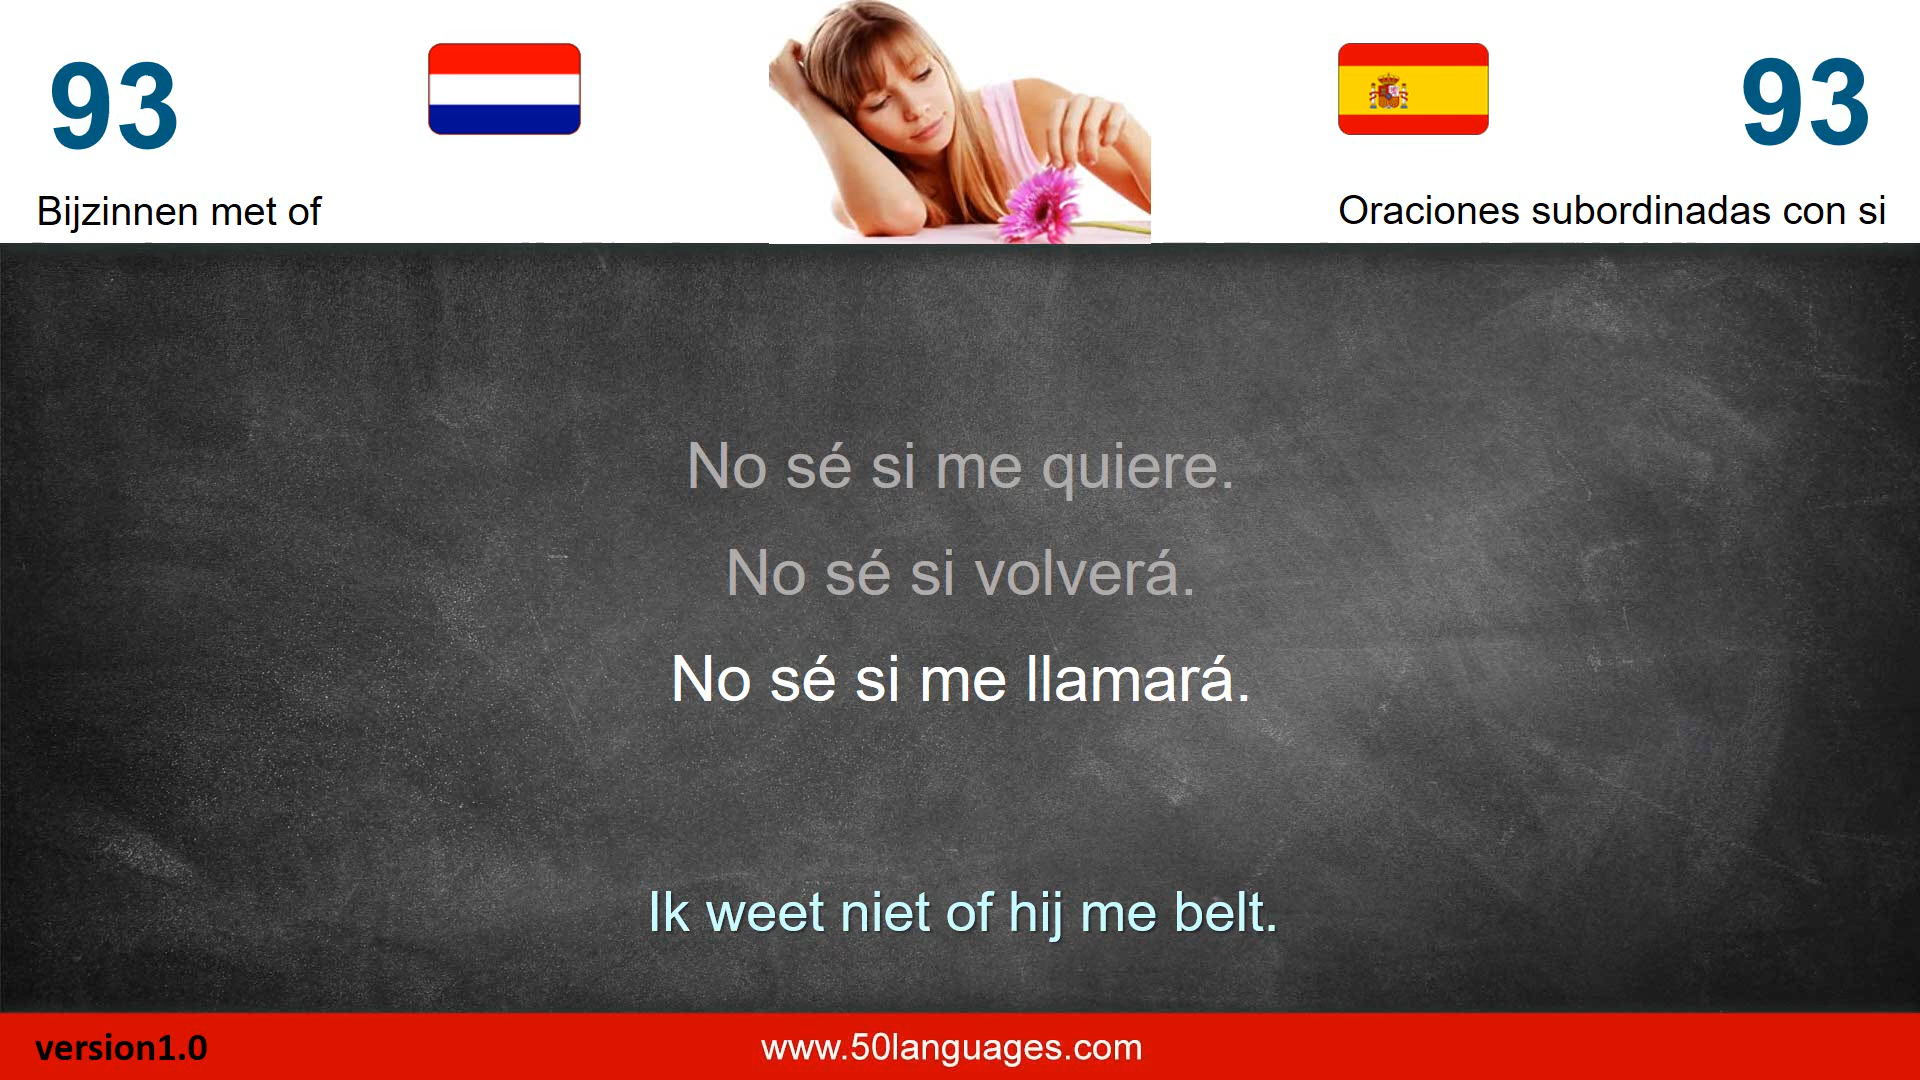 93
93
Bijzinnen met of
Oraciones subordinadas con si
No sé si me quiere.
No sé si volverá.
No sé si me llamará.
Ik weet niet of hij me belt.
version1.0
www.50languages.com